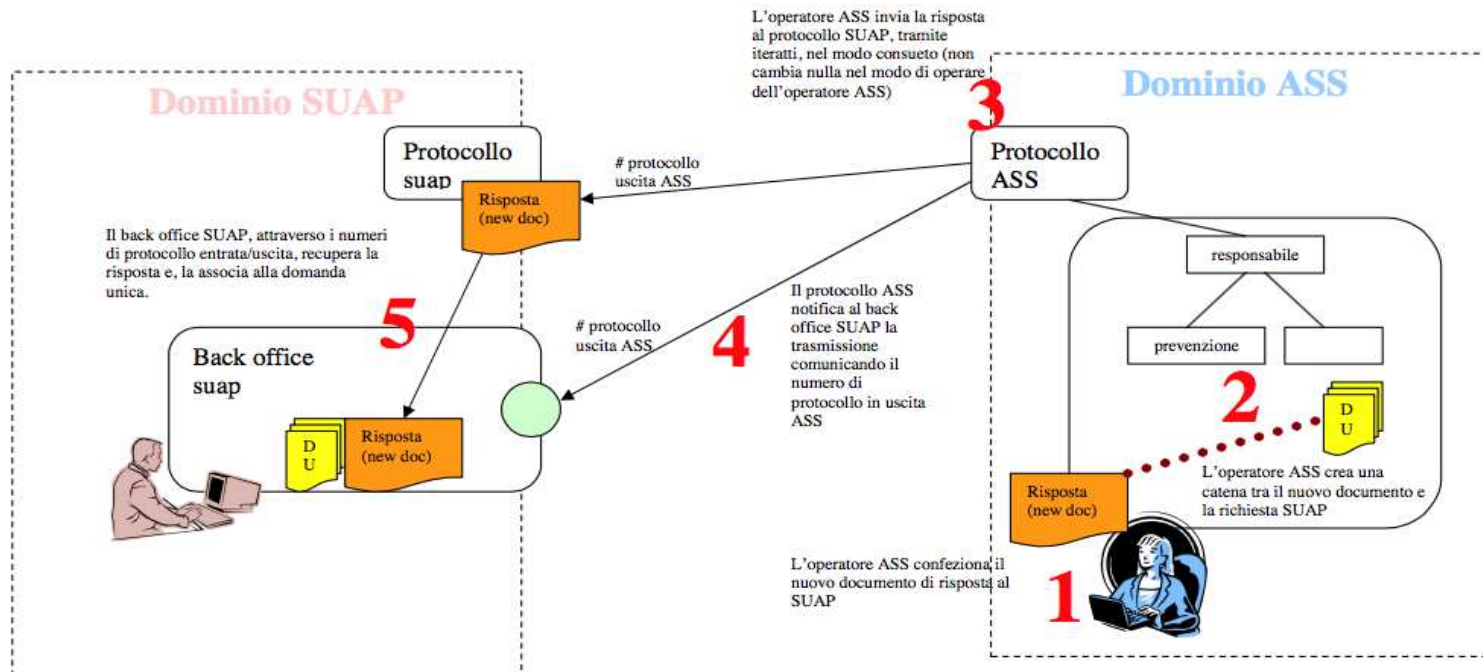 L'operatore ASS invia la risposta
al protocollo SUAP, tramite
iteratti, nel modo consueto (non
cambia nulla nel modo di operare
dell'operatore ASS)
Dominio SUAP
Dominio ASS
3
Protocollo
suap
# protocollo
uscita ASS
Protocollo
ASS
Risposta
(new doc)
Il back office SUAP, attraverso i numeri
di protocollo entrata/uscita, recupera la
risposta e, la associa alla domanda
unica.
responsabile
5
# protocollo
uscita ASS
4
Il protocollo ASS
notifica al back
office SUAP la
trasmissione
comunicando il
numero di
protocollo in uscita
ASS
prevenzione
Back office
suap
2
D
U
D
U
Risposta
(new doc)
L'operatore ASS crea una
catena tra il nuovo documento e
la richiesta SUAP
Risposta
(new doc)
L'operatore ASS confeziona il
nuovo documento di risposta al
SUAP
1